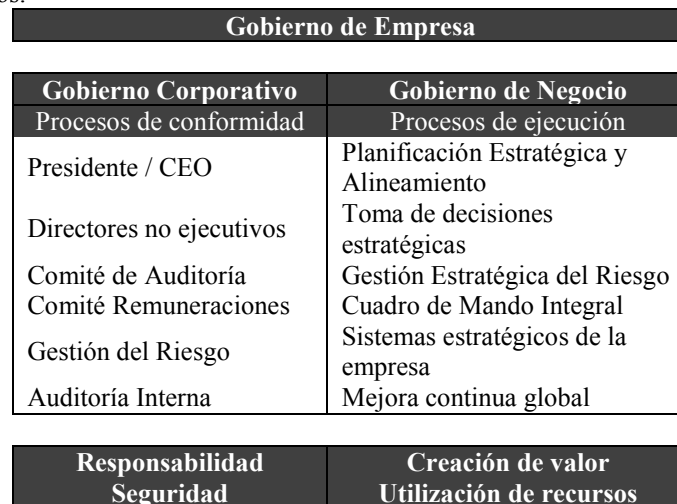 Gobierno de Empresa
Gobierno Corporativo
Gobierno de Negocio
Procesos de conformidad
Procesos de ejecución
Presidente / CEO
Planificación Estratégica y
Alineamiento
Directores no ejecutivos
Toma de decisiones
estratégicas
Comité de Auditoría
Gestión Estratégica del Riesgo
Comité Remuneraciones
Cuadro de Mando Integral
Gestión del Riesgo
Sistemas estratégicos de la
empresa
Auditoría Interna
Mejora continua global
Responsabilidad
Seguridad
Creación de valor
Utilización de recursos